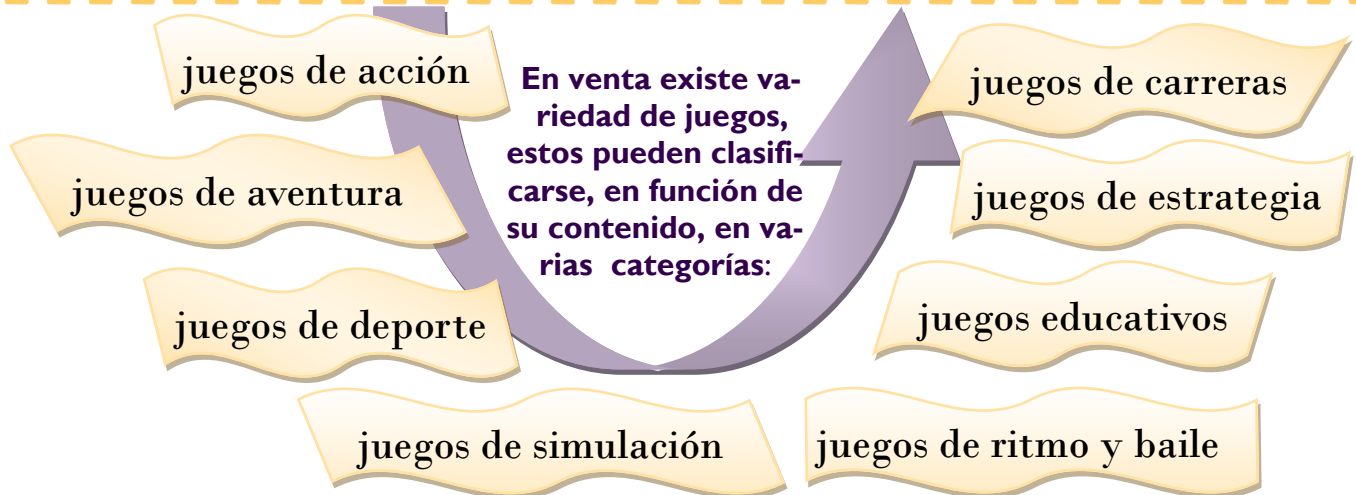 juegos de acción
juegos de aventura
juegos de deporte
juegos de simulación
En venta existe va-
riedad de juegos,
estos pueden clasifi-
carse, en función de
su contenido, en va-
rias categorías:
juegos de carreras
juegos de estrategia
juegos educativos
juegos de ritmo y baile